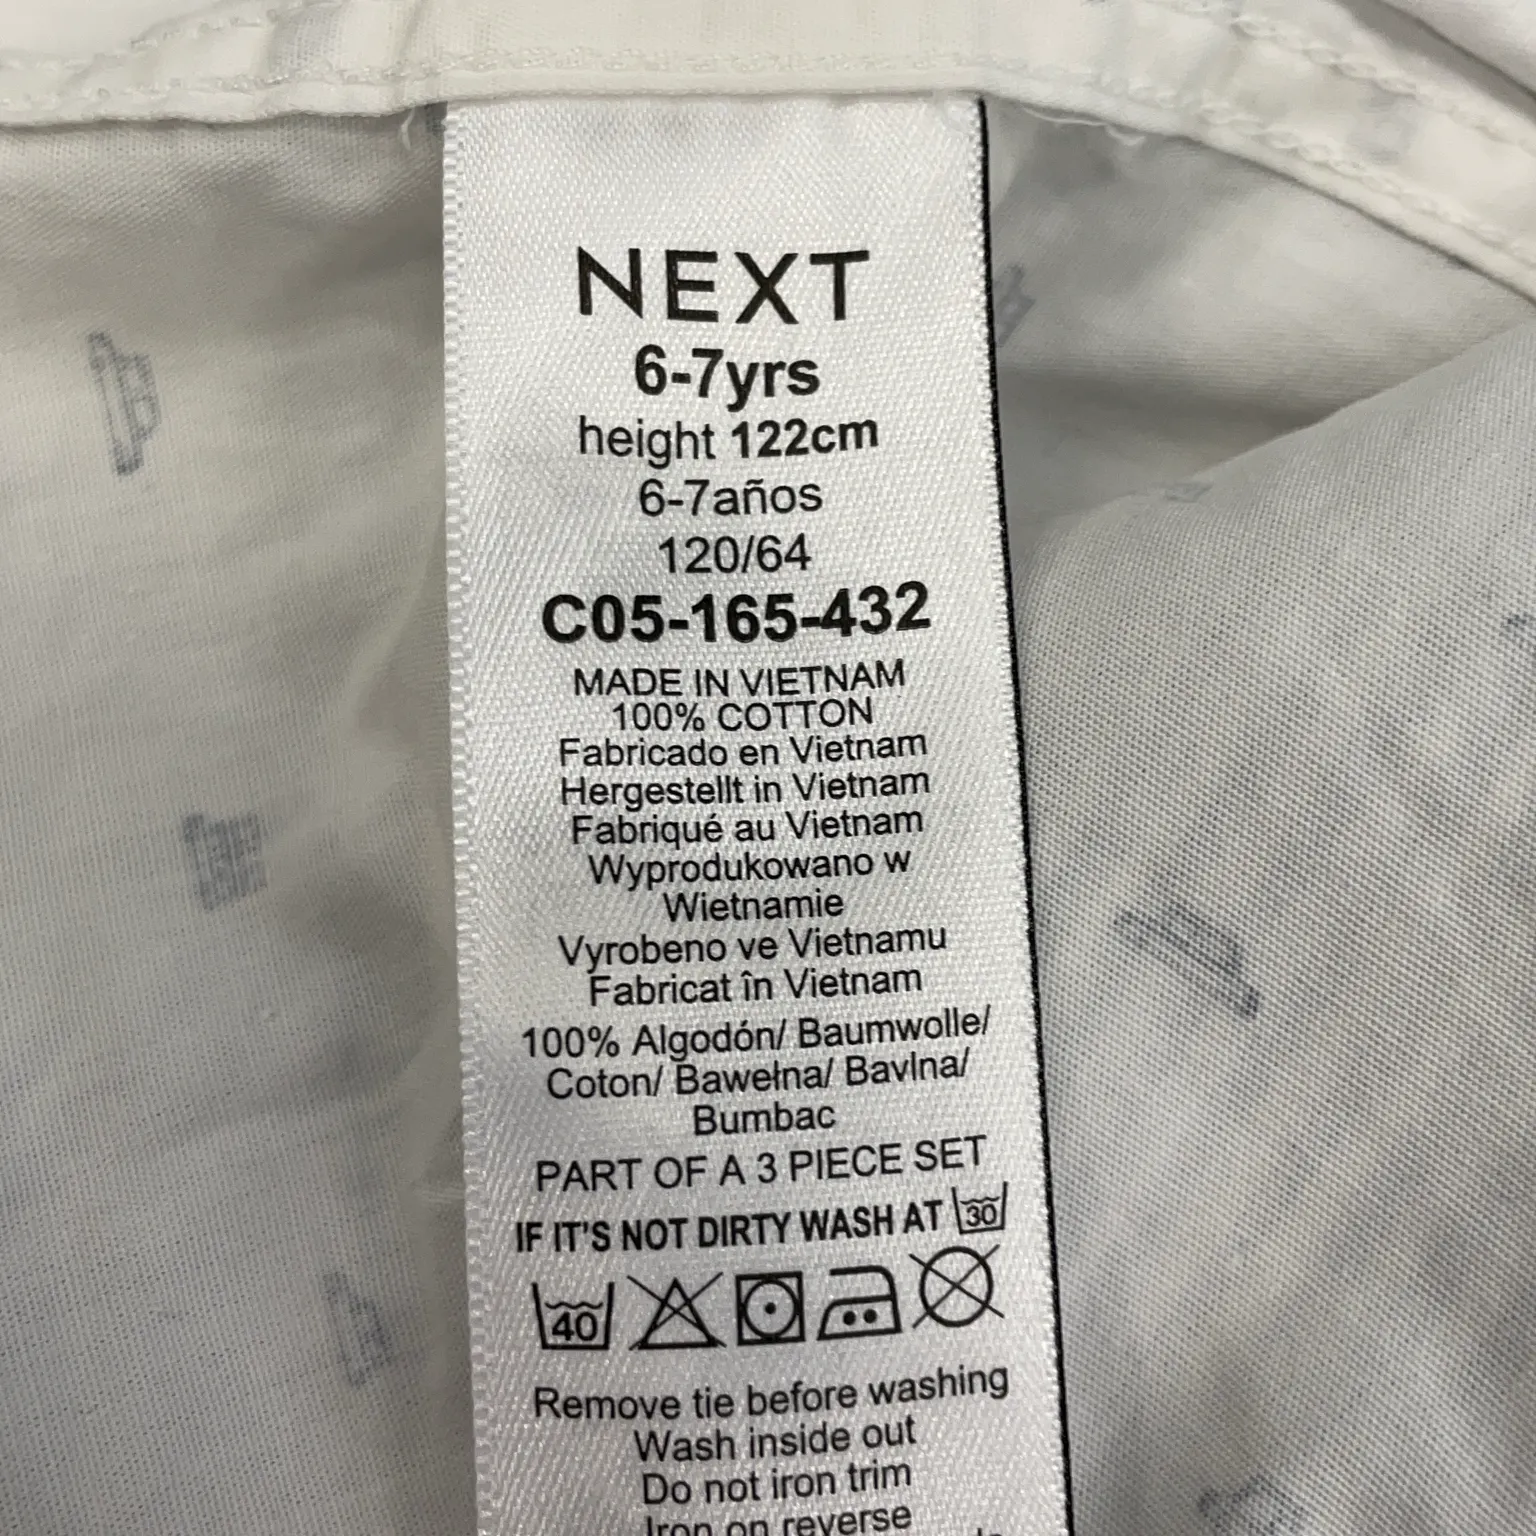 NEXT
6-7yrs
height 122cm
6-7años
120/64
C05-165-432
MADE IN VIETNAM
100% COTTON
Fabricado en Vietnam
Hergestellt in Vietnam
Fabriqué au Vietnam
Wyprodukowano w
Wietnamie
Vyrobeno ve Vietnamu
Fabricat în Vietnam
100% Algodón/ Baumwolle/
Coton/ Bawełna/ Bavlna/
Bumbac
PART OF A 3 PIECE SET
IF IT'S NOT DIRTY WASH AT 30
40
Remove tie before washing
Wash inside out
Do not iron trim
Iron on reverse